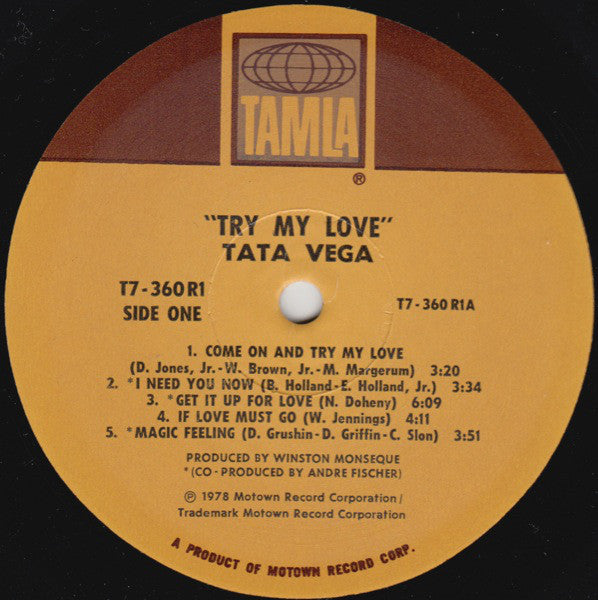 TAMLA
®
"TRY MY LOVE"
TATA VEGA
T7-360R1
SIDE ONE
T7-360R1A
1. COME ON AND TRY MY LOVE
(D. Jones, Jr.-W. Brown, Jr.-M. Margerum) 3:20
2. *I NEED YOU NOW (B. Holland-E. Holland, Jr.) 3:34
3. *GET IT UP FOR LOVE (N. Doheny) 6:09
4. IF LOVE MUST GO (W. Jennings) 4:11
5. *MAGIC FEELING (D. Grushin-D. Griffin-C. Slon) 3:51
PRODUCED BY WINSTON MONSEQUE
*(CO-PRODUCED BY ANDRE FISCHER)
℗ 1978 Motown Record Corporation/
Trademark Motown Record Corporation
A PRODUCT OF MOTOWN RECORD CORP.